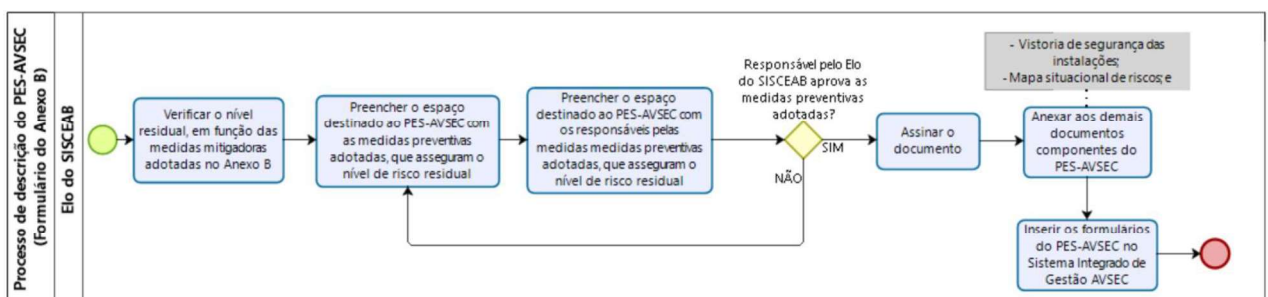 Processo de descrição do PES-AVSEC
(Formulário do Anexo B)
Elo do SISCEAB
Verificar o nível
residual, em função das
medidas mitigadoras
adotadas no Anexo B
Preencher o espaço
destinado ao PES-AVSEC com
as medidas preventivas
adotadas, que asseguram o
nível de risco residual
Preencher o espaço
destinado ao PES-AVSEC com
os responsáveis pelas
medidas medidas preventivas
adotadas, que asseguram o
nível de risco residual
Responsável pelo Elo
do SISCEAB aprova as
medidas preventivas
adotadas?
SIM
NÃO
Assinar o
documento
- Vistoria de segurança das
instalações;
- Mapa situacional de riscos; e
Anexar aos demais
documentos
componentes do
PES-AVSEC
Inserir os formulários
do PES-AVSEC no
Sistema Integrado de
Gestão AVSEC